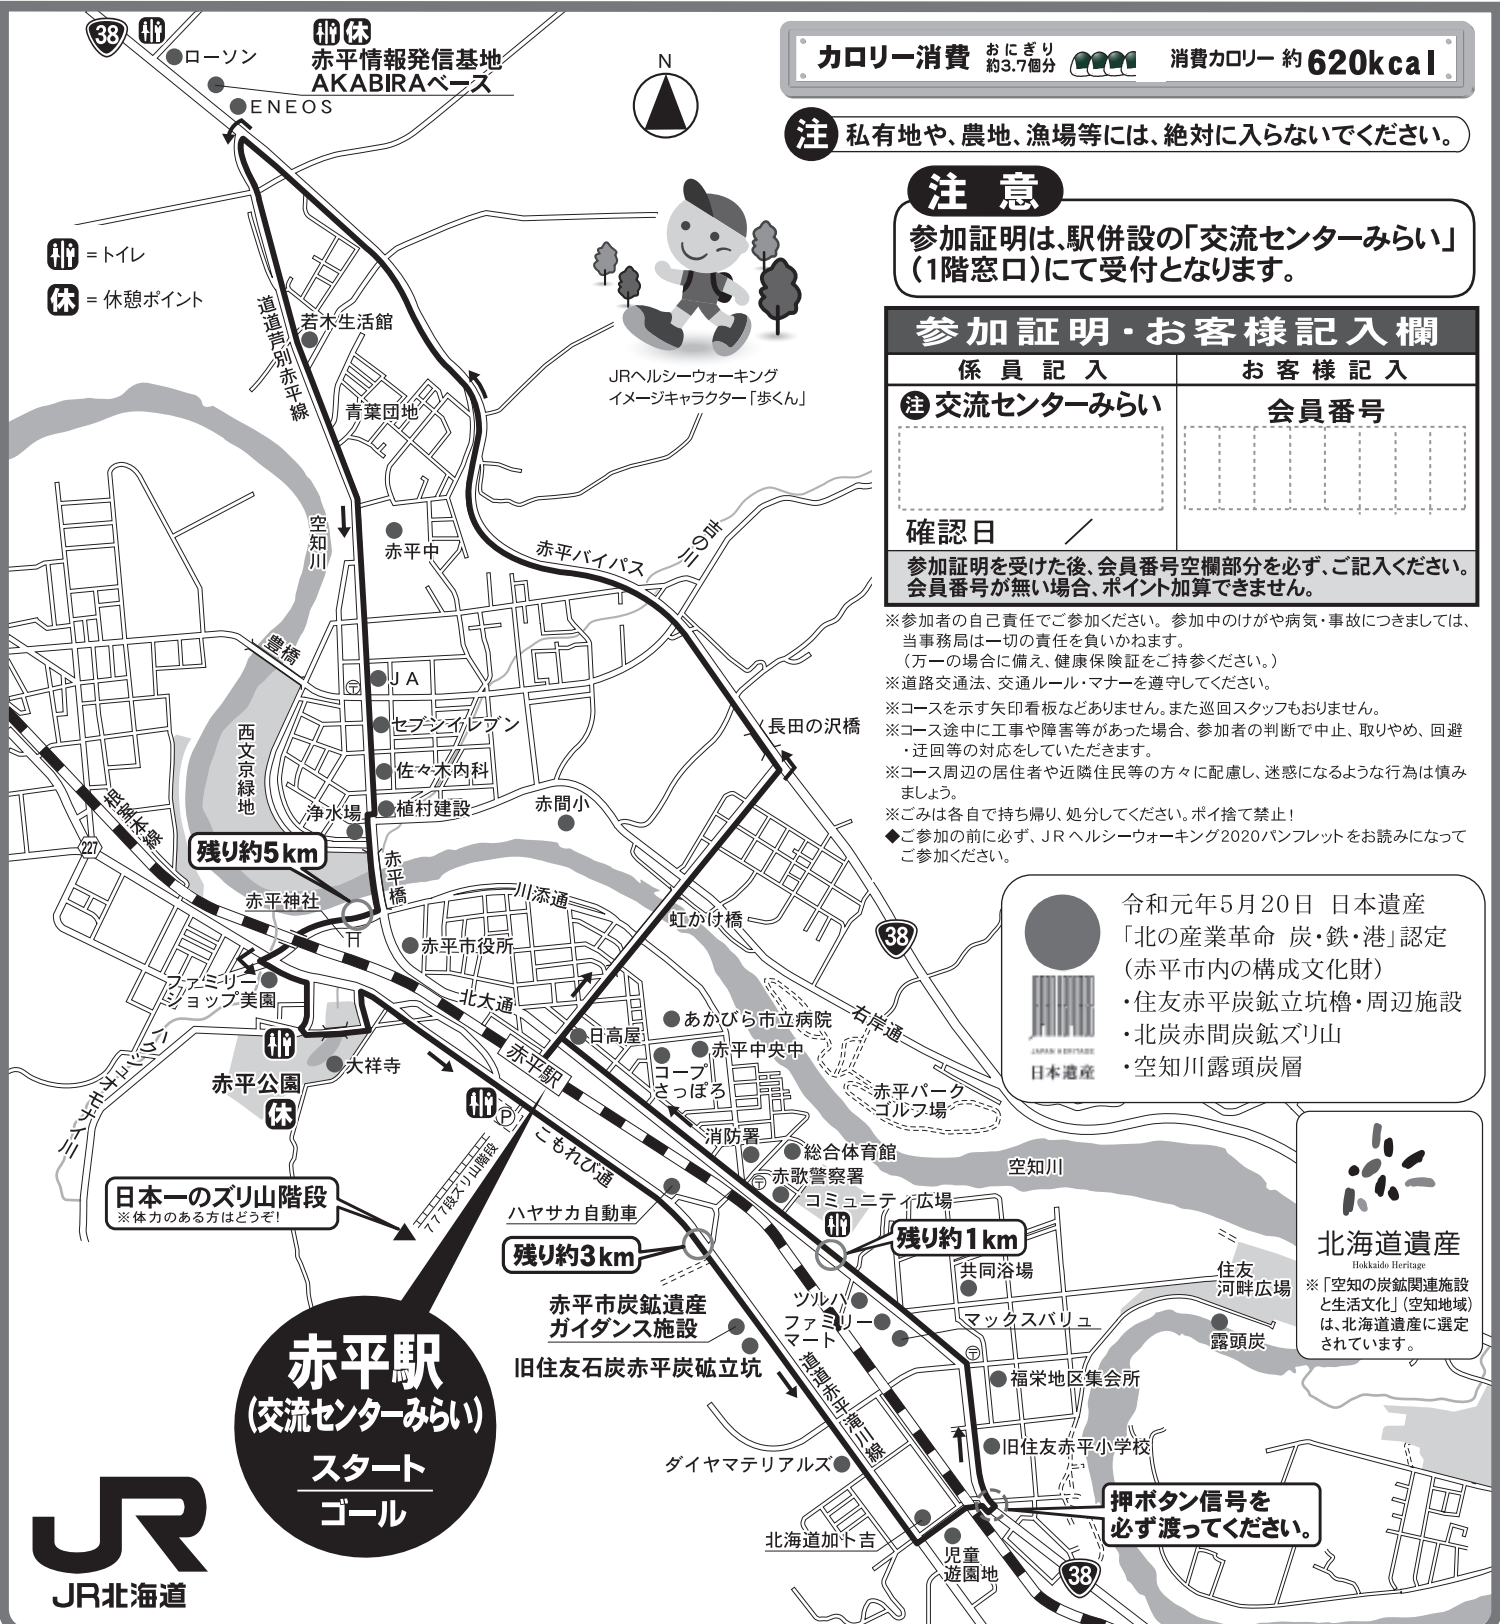 38
ローソン
休
赤平情報発信基地
AKABIRAベース
ENEOS
N
カロリー消費 おにぎり 約3.7個分 消費カロリー 約620kcal
注 私有地や、農地、漁場等には、絶対に入らないでください。
注 意
参加証明は、駅併設の「交流センターみらい」
(1階窓口)にて受付となります。
= トイレ
休 = 休憩ポイント
JRヘルシーウォーキング
イメージキャラクター「歩くん」
参加証明・お客様記入欄
係員記入
お客様記入
注 交流センターみらい
会員番号
確認日 /
参加証明を受けた後、会員番号空欄部分を必ず、ご記入ください。
会員番号が無い場合、ポイント加算できません。
※参加者の自己責任でご参加ください。参加中のけがや病気・事故につきましては、
当事務局は一切の責任を負いかねます。
(万一の場合に備え、健康保険証をご持参ください。)
※道路交通法、交通ルール・マナーを遵守してください。
※コースを示す矢印看板などありません。また巡回スタッフもおりません。
※コース途中に工事や障害等があった場合、参加者の判断で中止、取りやめ、回避
・迂回等の対応をしていただきます。
※コース周辺の居住者や近隣住民等の方々に配慮し、迷惑になるような行為は慎み
ましょう。
※ごみは各自で持ち帰り、処分してください。ポイ捨て禁止!
◆ご参加の前に必ず、JRヘルシーウォーキング2020パンフレットをお読みになって
ご参加ください。
道道芦別赤平線
若木生活館
青葉団地
空知川
赤平中
赤平バイパス
吉の川
豊橋
〒
JA
セブンイレブン
佐々木内科
植村建設
西文京緑地
浄水場
長田の沢橋
赤間小
根室本線
227
残り約5km
赤平橋
赤平神社
川添通
虹かけ橋
38
赤平市役所
ファミリー
ショップ美園
北大通
右岸通
日高屋
あかびら市立病院
赤平中央中
コープ
さっぽろ
赤平駅
赤平公園
休
大祥寺
ハクシュオモナイ川
P
こもれび通
777段ズリ山階段
赤平パーク
ゴルフ場
消防署
総合体育館
〒
赤歌警察署
コミュニティ広場
空知川
日本一のズリ山階段
※体力のある方はどうぞ!
ハヤサカ自動車
残り約3km
残り約1km
共同浴場
住友
河畔広場
露頭炭
赤平市炭鉱遺産
ガイダンス施設
旧住友石炭赤平炭砿立坑
ツルハ
ファミリー
マート
マックスバリュ
〒
福栄地区集会所
道道赤平滝川線
旧住友赤平小学校
ダイヤマテリアルズ
北海道加ト吉
児童
遊園地
押ボタン信号を
必ず渡ってください。
38
赤平駅
(交流センターみらい)
スタート
ゴール
JR
JR北海道
令和元年5月20日 日本遺産
「北の産業革命 炭・鉄・港」認定
(赤平市内の構成文化財)
・住友赤平炭鉱立坑櫓・周辺施設
・北炭赤間炭鉱ズリ山
・空知川露頭炭層
JAPAN HERITAGE
日本遺産
北海道遺産
Hokkaido Heritage
※「空知の炭鉱関連施設
と生活文化」(空知地域)
は、北海道遺産に選定
されています。